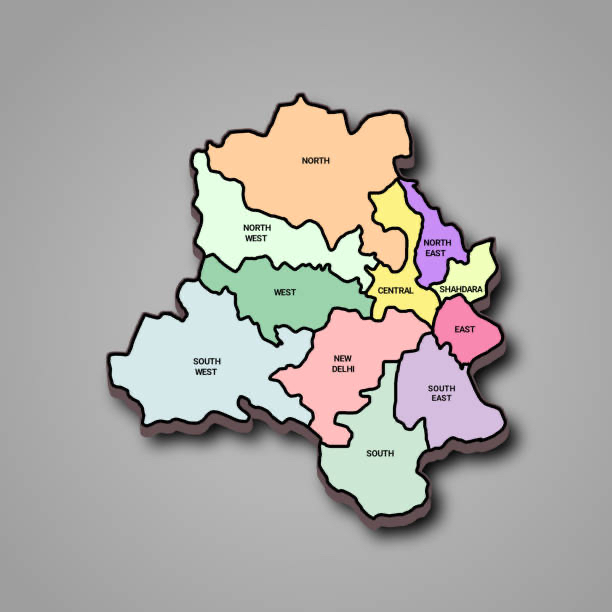 NORTH
NORTH
WEST
NORTH
EAST
WEST
CENTRAL
SHAHDARA
EAST
SOUTH
WEST
NEW
DELHI
SOUTH
EAST
SOUTH